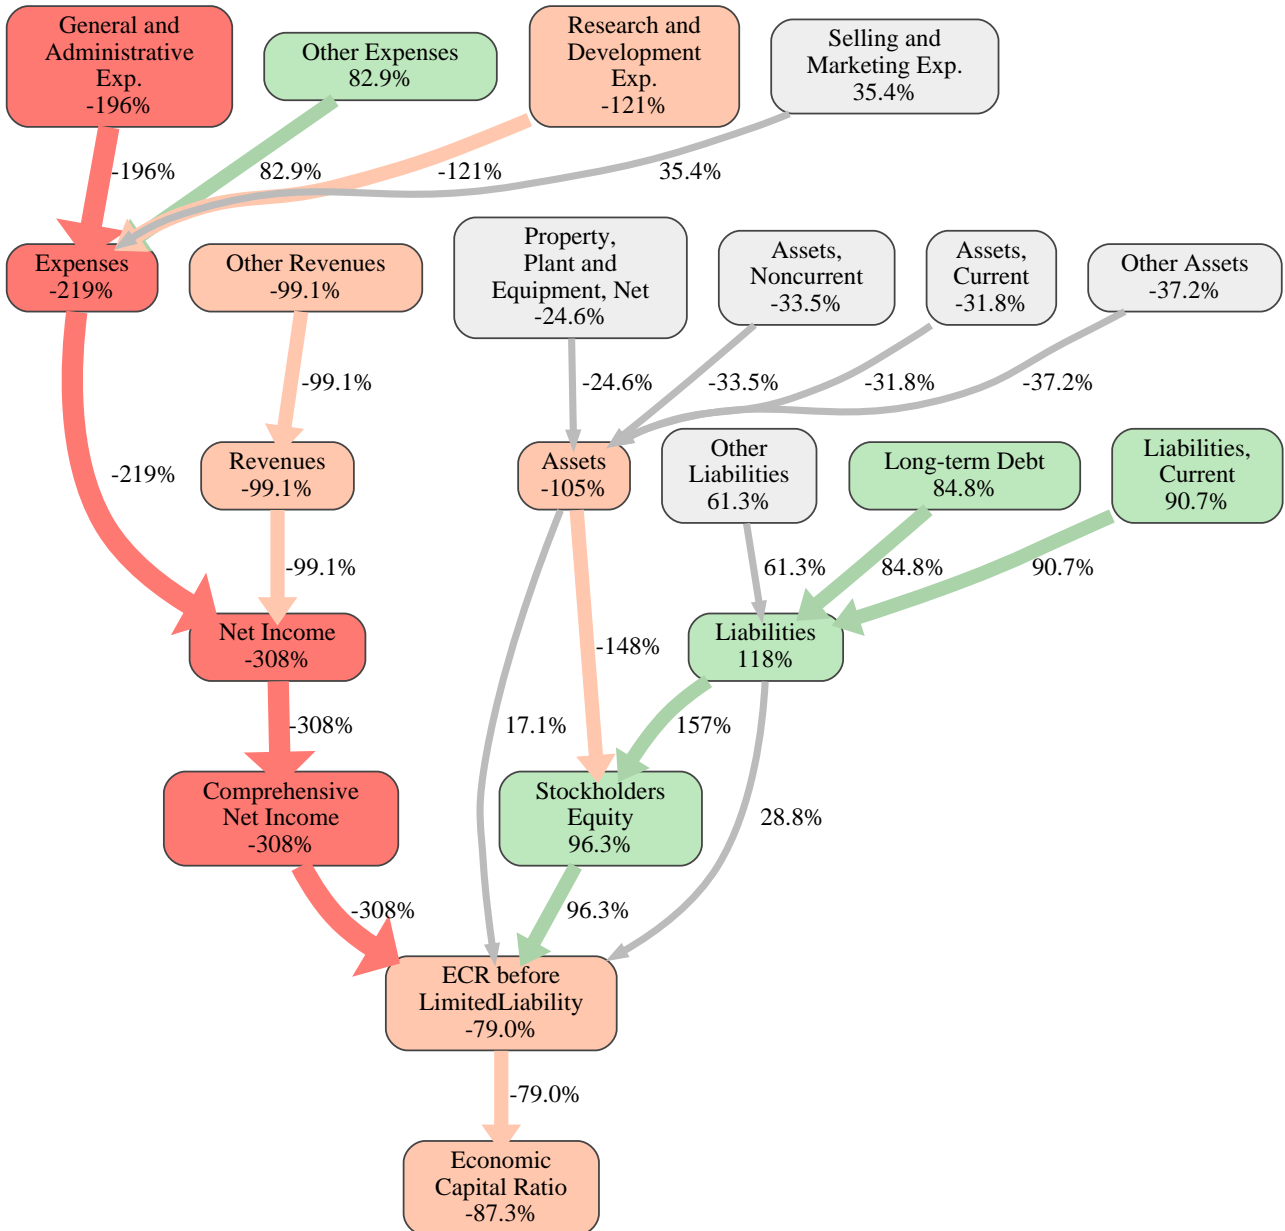 General and
Administrative
Exp.
-196%
Other Expenses
82.9%
Research and
Development
Exp.
-121%
Selling and
Marketing Exp.
35.4%
-196%
82.9%
-121%
35.4%
Expenses
-219%
Other Revenues
-99.1%
Property,
Plant and
Equipment, Net
-24.6%
Assets,
Noncurrent
-33.5%
Assets,
Current
-31.8%
Other Assets
-37.2%
-99.1%
-24.6%
-33.5%
-31.8%
-37.2%
-219%
Revenues
-99.1%
Assets
-105%
Other
Liabilities
61.3%
Long-term Debt
84.8%
Liabilities,
Current
90.7%
-99.1%
61.3%
84.8%
90.7%
Net Income
-308%
-148%
Liabilities
118%
-308%
17.1%
157%
Comprehensive
Net Income
-308%
Stockholders
Equity
96.3%
28.8%
-308%
96.3%
ECR before
LimitedLiability
-79.0%
-79.0%
Economic
Capital Ratio
-87.3%